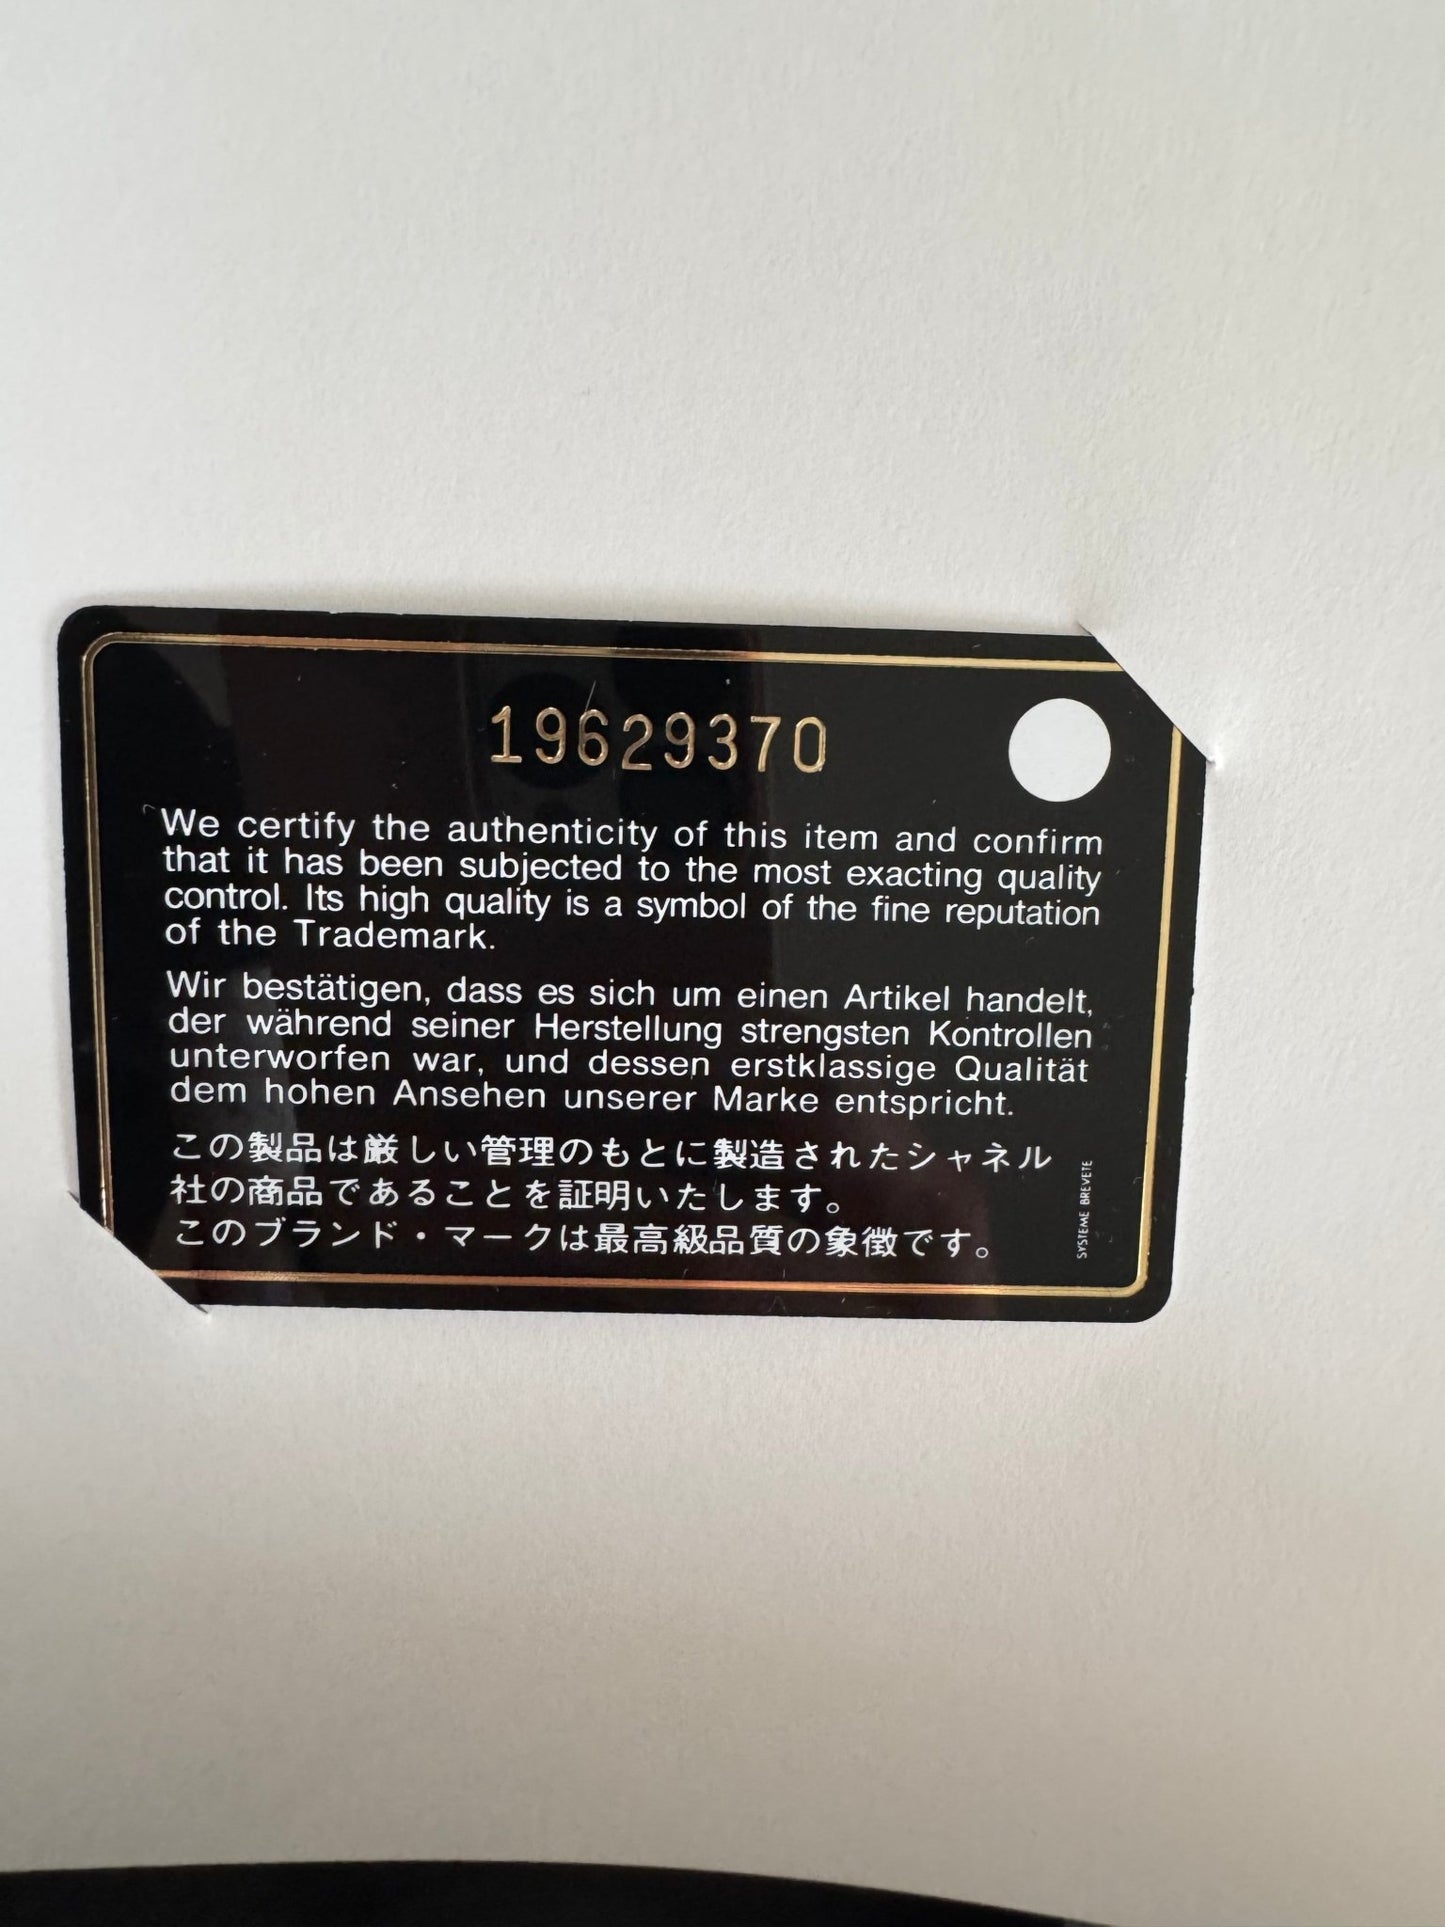 19629370
We certify the authenticity of this item and confirm
that it has been subjected to the most exacting quality
control. Its high quality is a symbol of the fine reputation
of the Trademark.
Wir bestätigen, dass es sich um einen Artikel handelt,
der während seiner Herstellung strengsten Kontrollen
unterworfen war, und dessen erstklassige Qualität
dem hohen Ansehen unserer Marke entspricht.
この製品は厳しい管理のもとに製造されたシャネル
社の商品であることを証明いたします。
このブランド・マークは最高級品質の象徴です。
SYSTEME BREVETE